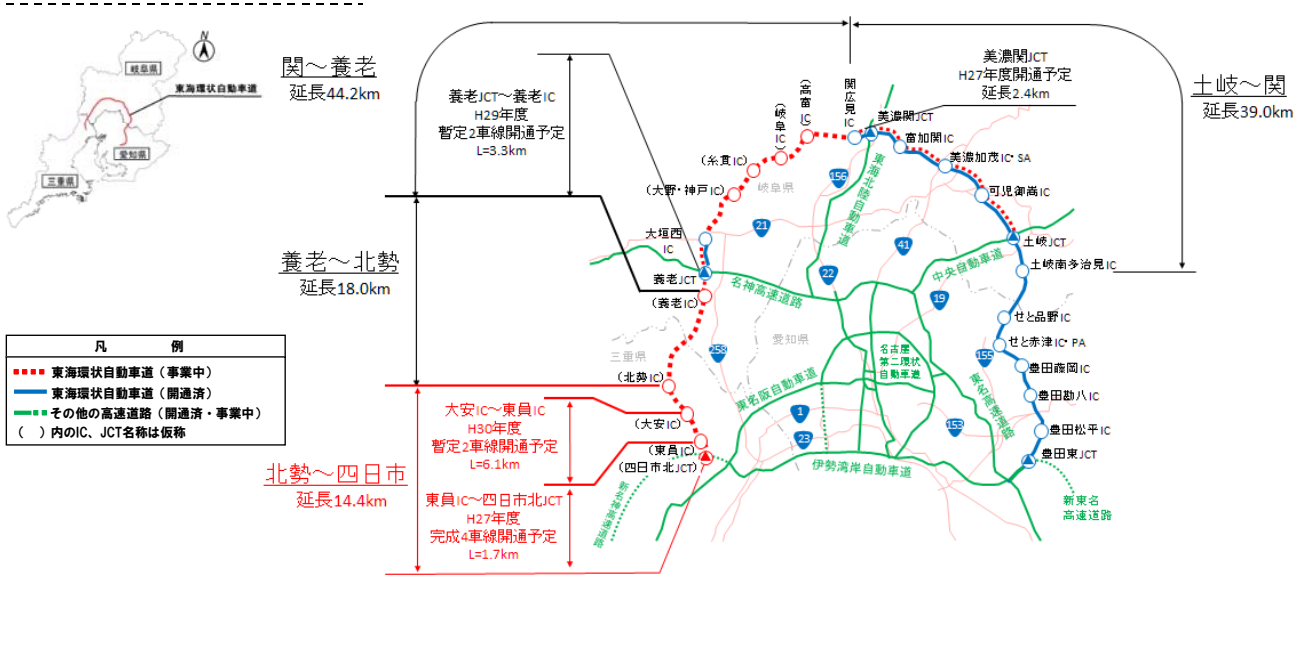 N
岐阜県
東海環状自動車道
愛知県
三重県
関～養老
延長44.2km
養老JCT～養老IC
H29年度
暫定2車線開通予定
L=3.3km
美濃関JCT
H27年度開通予定
延長2.4km
土岐～関
延長39.0km
養老～北勢
延長18.0km
凡　例
東海環状自動車道（事業中）
東海環状自動車道（開通済）
その他の高速道路（開通済・事業中）
（　）内のIC、JCT名称は仮称
北勢～四日市
延長14.4km
大安IC～東員IC
H30年度
暫定2車線開通予定
L=6.1km
東員IC～四日市北JCT
H27年度
完成4車線開通予定
L=1.7km
関広見IC
(高富IC)
(岐阜IC)
(糸貫IC)
(大野・神戸IC)
大垣西
IC
養老JCT
(養老IC)
(北勢IC)
(大安IC)
(東員IC)
(四日市北JCT)
美濃関JCT
富加関IC
美濃加茂IC・SA
可児御嵩IC
土岐JCT
土岐南多治見IC
せと品野IC
せと赤津IC・PA
豊田藤岡IC
豊田勘八IC
豊田松平IC
豊田東JCT
岐阜県
愛知県
三重県
東海北陸自動車道
中央自動車道
名神高速道路
名古屋
第二環状
自動車道
東名阪自動車道
東名高速道路
伊勢湾岸自動車道
新東名
高速道路
156
21
41
22
19
258
155
1
23
153